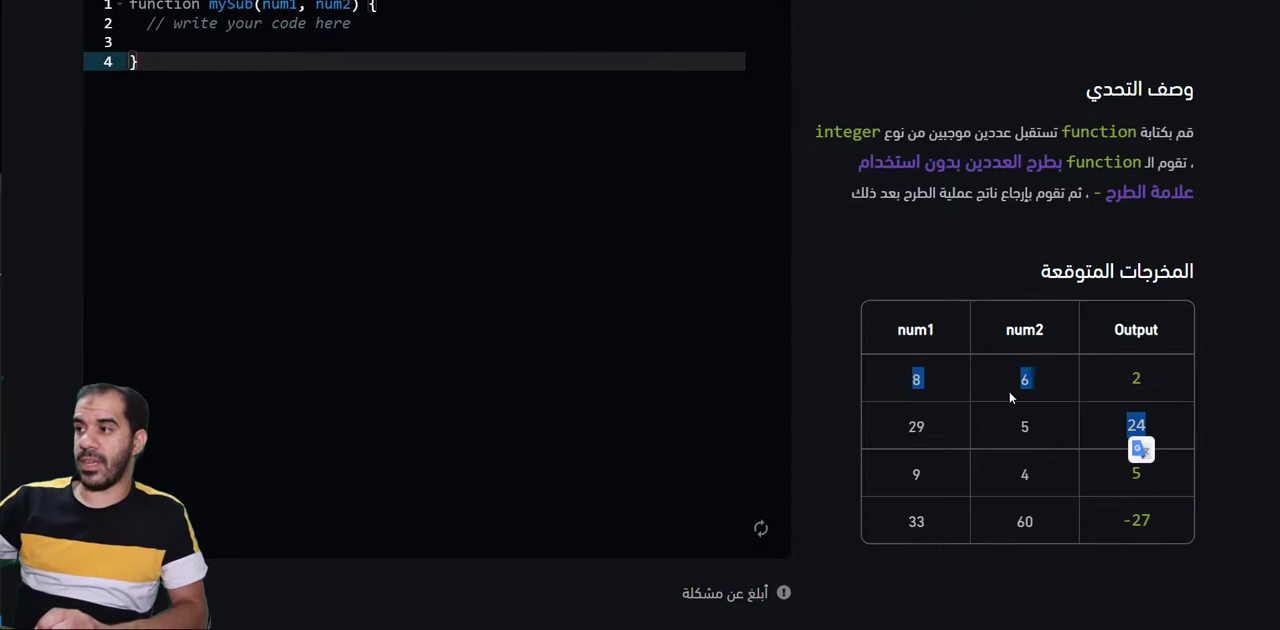 1 function mySub(num1, num2) {
2 // write your code here
3
4 }
وصف التحدي
قم بكتابة function تستقبل عددين موجبين من نوع integer
، تقوم الـ function بطرح العددين بدون استخدام
علامة الطرح - ، ثم تقوم بإرجاع ناتج عملية الطرح بعد ذلك
المخرجات المتوقعة
num1 num2 Output
8 6 2
29 5 24
9 4 5
33 60 -27
أبلغ عن مشكلة